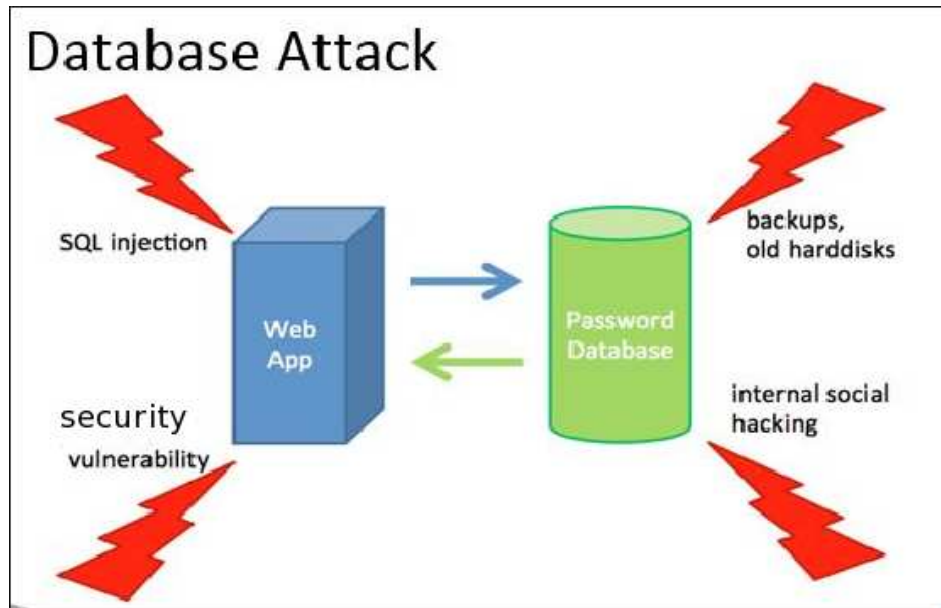 Database Attack
SQL injection
backups,
old harddisks
Web
App
Password
Database
security
vulnerability
internal social
hacking